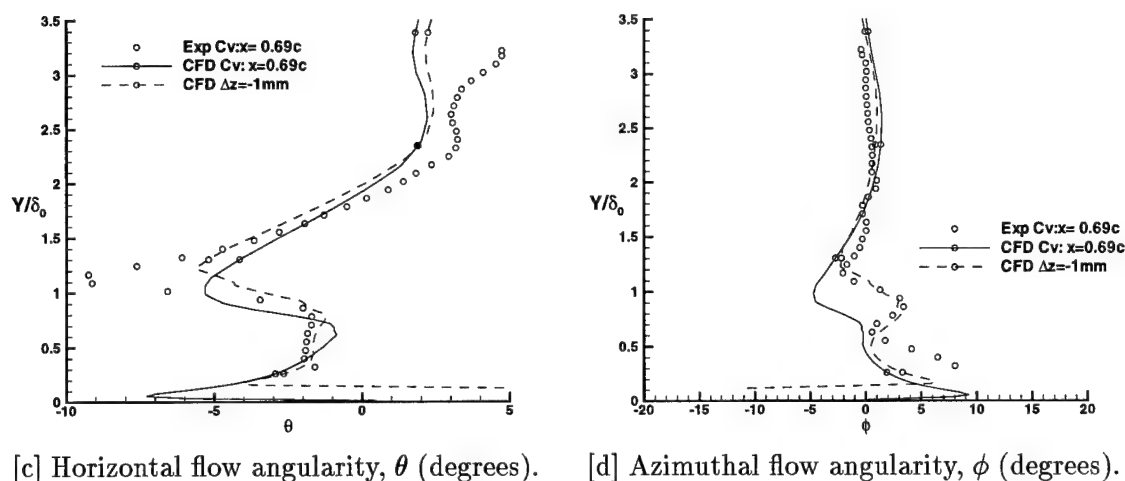 3.5
3
2.5
2
1.5
1
0.5
0
Y/δ₀
Exp Cv:x= 0.69c
CFD Cv: x=0.69c
CFD Δz=-1mm
-10
-5
0
5
θ
3.5
3
2.5
2
1.5
1
0.5
0
Y/δ₀
Exp Cv:x= 0.69c
CFD Cv: x=0.69c
CFD Δz=-1mm
-20
-15
-10
-5
0
5
10
15
20
ϕ
[c] Horizontal flow angularity, θ (degrees).
[d] Azimuthal flow angularity, ϕ (degrees).